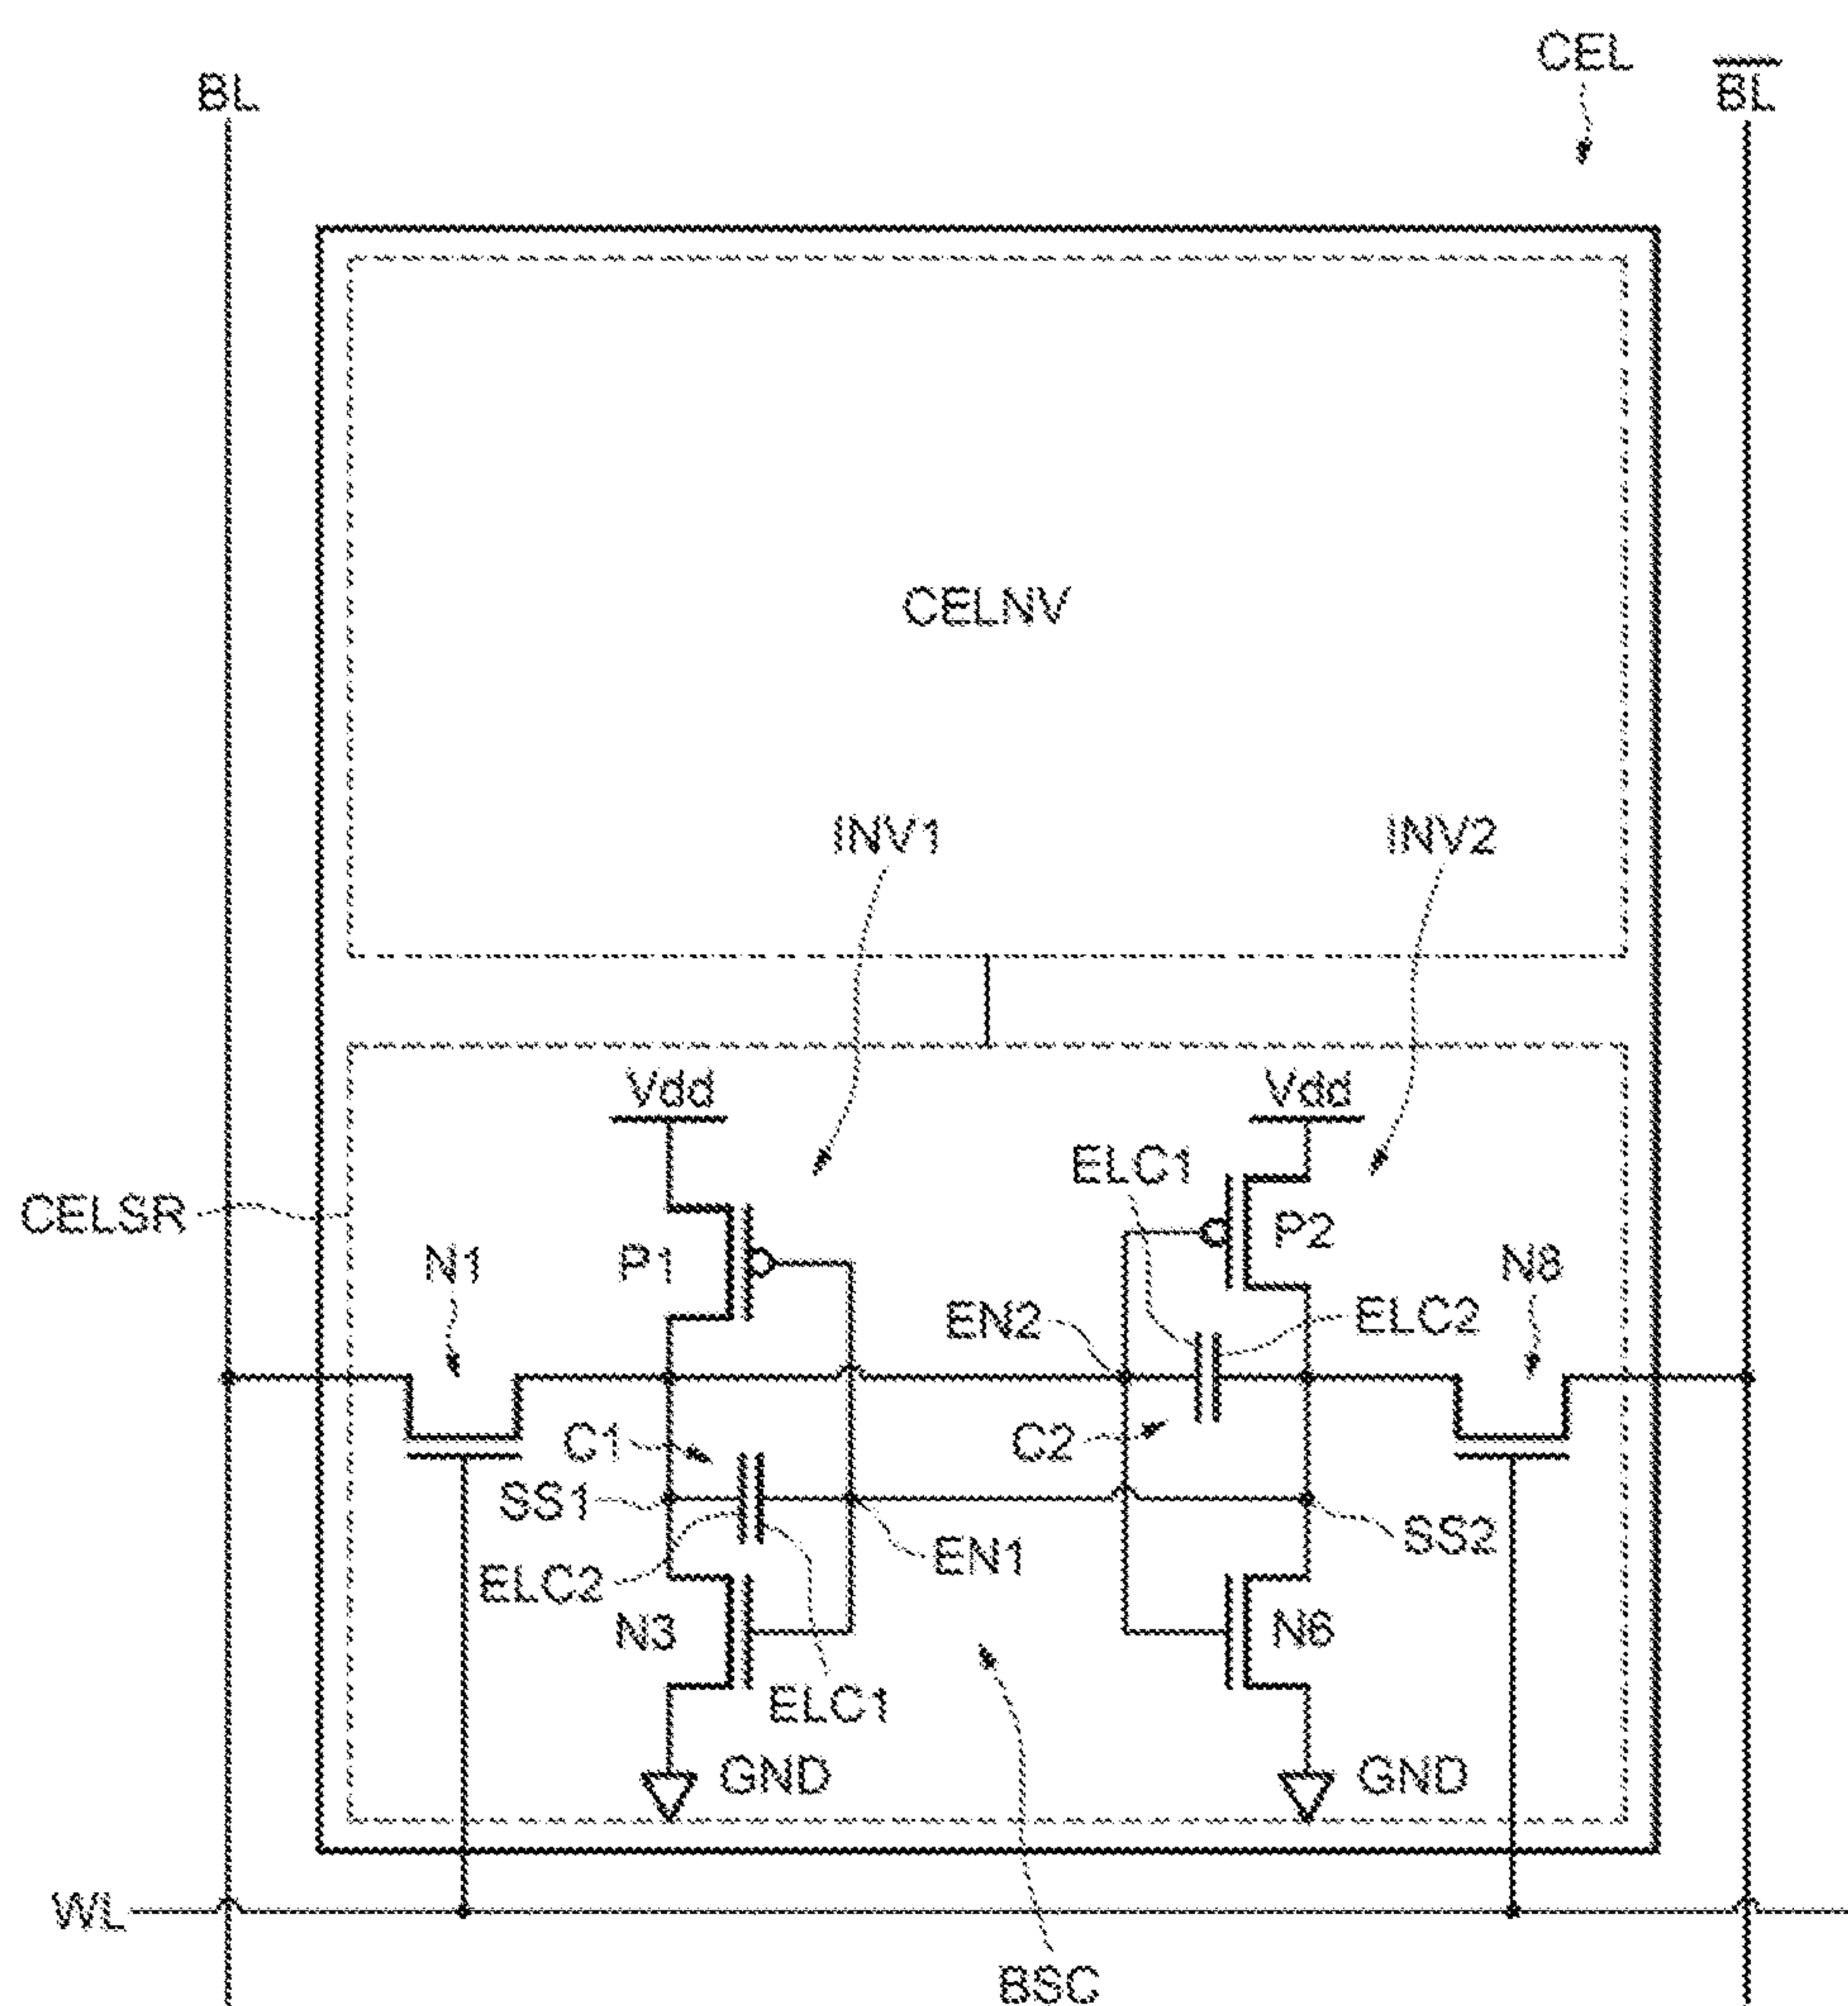 CEL
BL
BL
CELNV
INV1
INV2
Vdd
Vdd
ELC1
CELSR
N1
P1
P2
N8
EN2
ELC2
C1
C2
SS1
SS2
EN1
ELC2
N3
N6
ELC1
GND
GND
WL
BSC